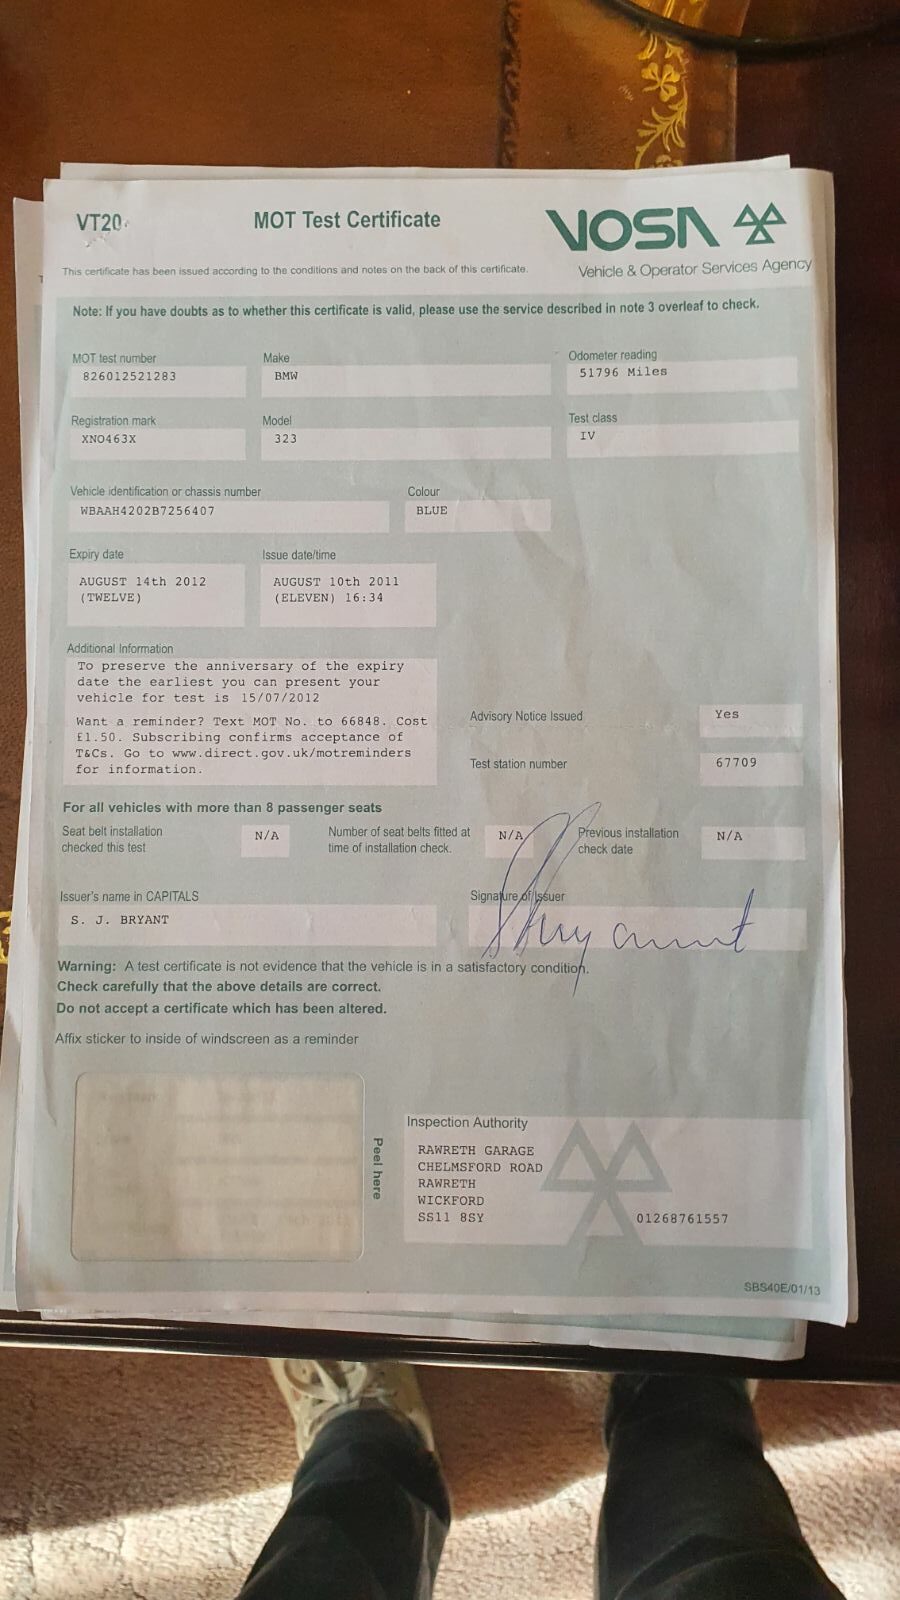 VT20
MOT Test Certificate
VOSA
Vehicle & Operator Services Agency
This certificate has been issued according to the conditions and notes on the back of this certificate.
Note: If you have doubts as to whether this certificate is valid, please use the service described in note 3 overleaf to check.
MOT test number
Make
Odometer reading
826012521283
BMW
51796 Miles
Registration mark
Model
Test class
XNO463X
323
IV
Vehicle identification or chassis number
Colour
WBAAH4202B7256407
BLUE
Expiry date
Issue date/time
AUGUST 14th 2012
(TWELVE)
AUGUST 10th 2011
(ELEVEN) 16:34
Additional Information
To preserve the anniversary of the expiry
date the earliest you can present your
vehicle for test is 15/07/2012
Want a reminder? Text MOT No. to 66848. Cost
£1.50. Subscribing confirms acceptance of
T&Cs. Go to www.direct.gov.uk/motreminders
for information.
Advisory Notice Issued
Yes
Test station number
67709
For all vehicles with more than 8 passenger seats
Seat belt installation
checked this test
N/A
Number of seat belts fitted at
time of installation check.
N/A
Previous installation
check date
N/A
Issuer's name in CAPITALS
Signature of Issuer
S. J. BRYANT
Warning: A test certificate is not evidence that the vehicle is in a satisfactory condition.
Check carefully that the above details are correct.
Do not accept a certificate which has been altered.
Affix sticker to inside of windscreen as a reminder
Peel here
Inspection Authority
RAWRETH GARAGE
CHELMSFORD ROAD
RAWRETH
WICKFORD
SS11 8SY
01268761557
SBS40E/01/13